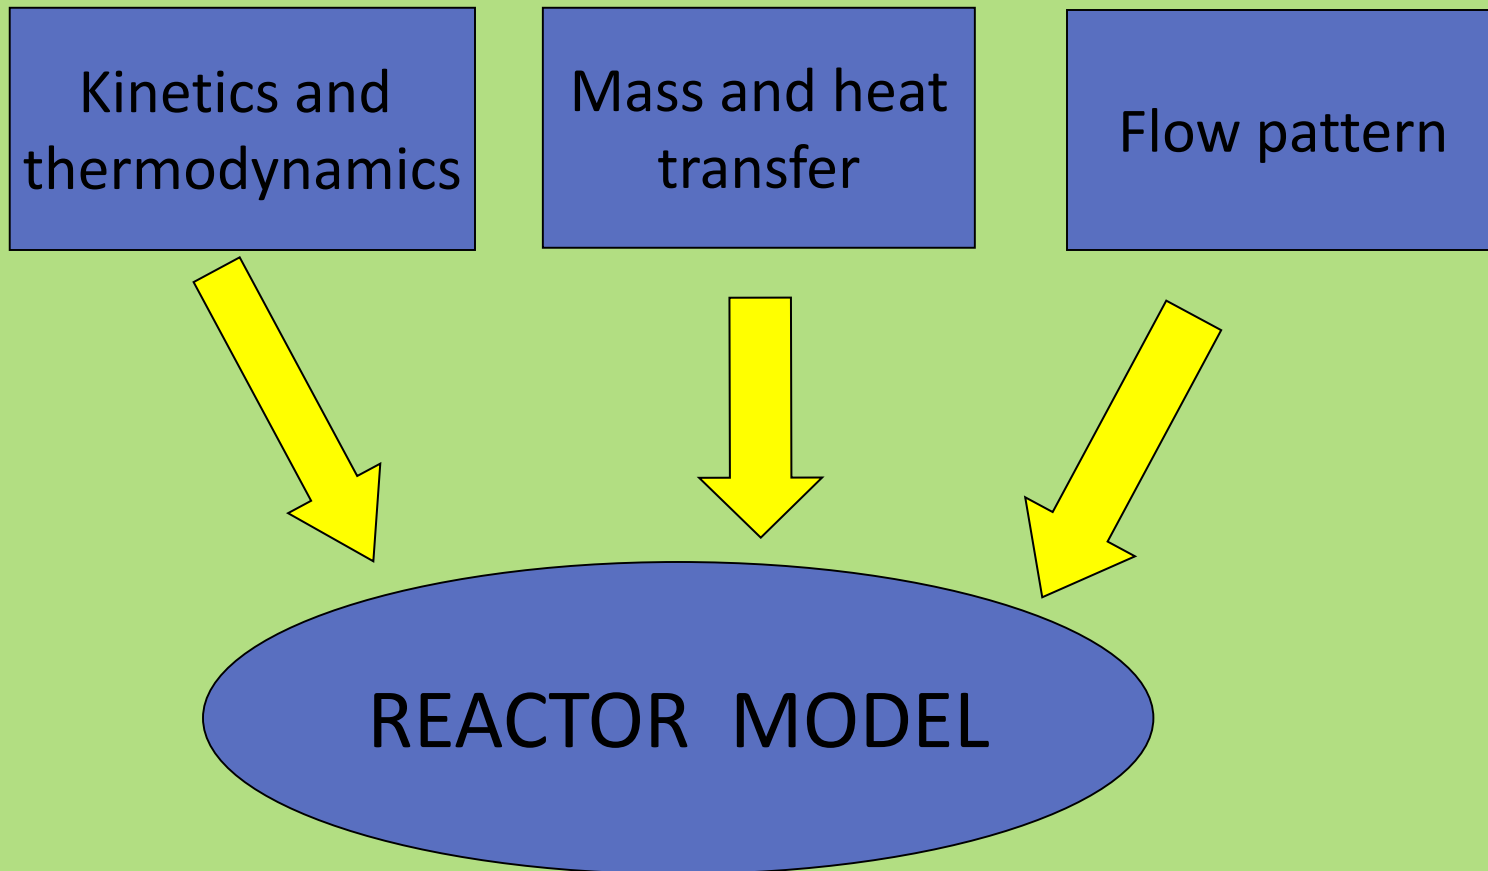 Kinetics and
thermodynamics
Mass and heat
transfer
Flow pattern
REACTOR MODEL